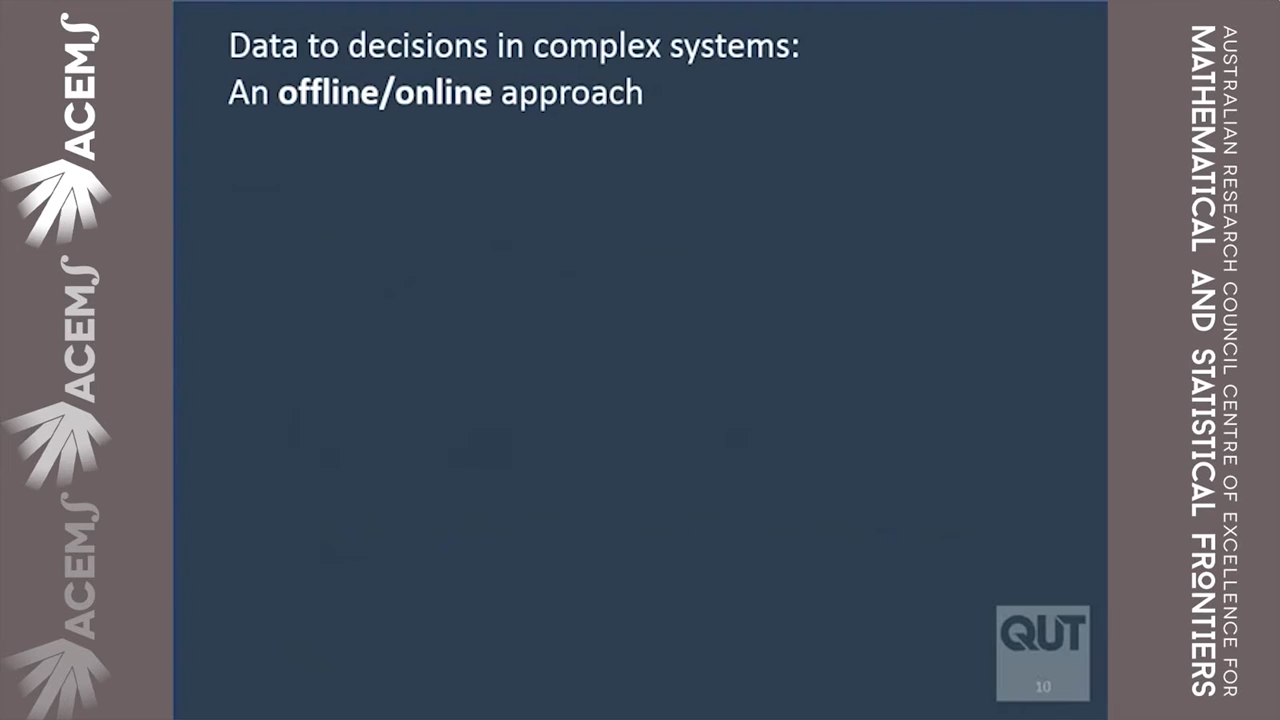 Data to decisions in complex systems:
An offline/online approach
ACEMS
ACEMS
ACEMS
QUT
10
AUSTRALIAN RESEARCH COUNCIL CENTRE OF EXCELLENCE FOR
MATHEMATICAL AND STATISTICAL FRONTIERS